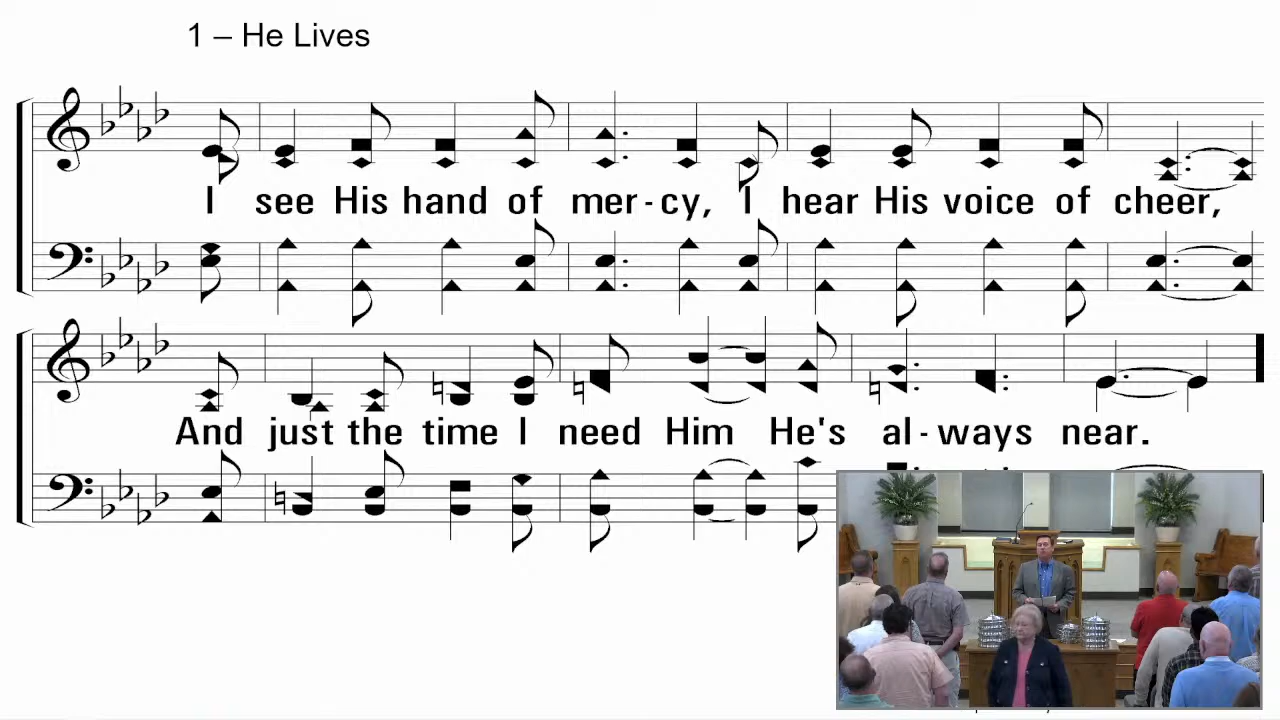 1 – He Lives
I see His hand of mer-cy, I hear His voice of cheer,
And just the time I need Him He's al-ways near.